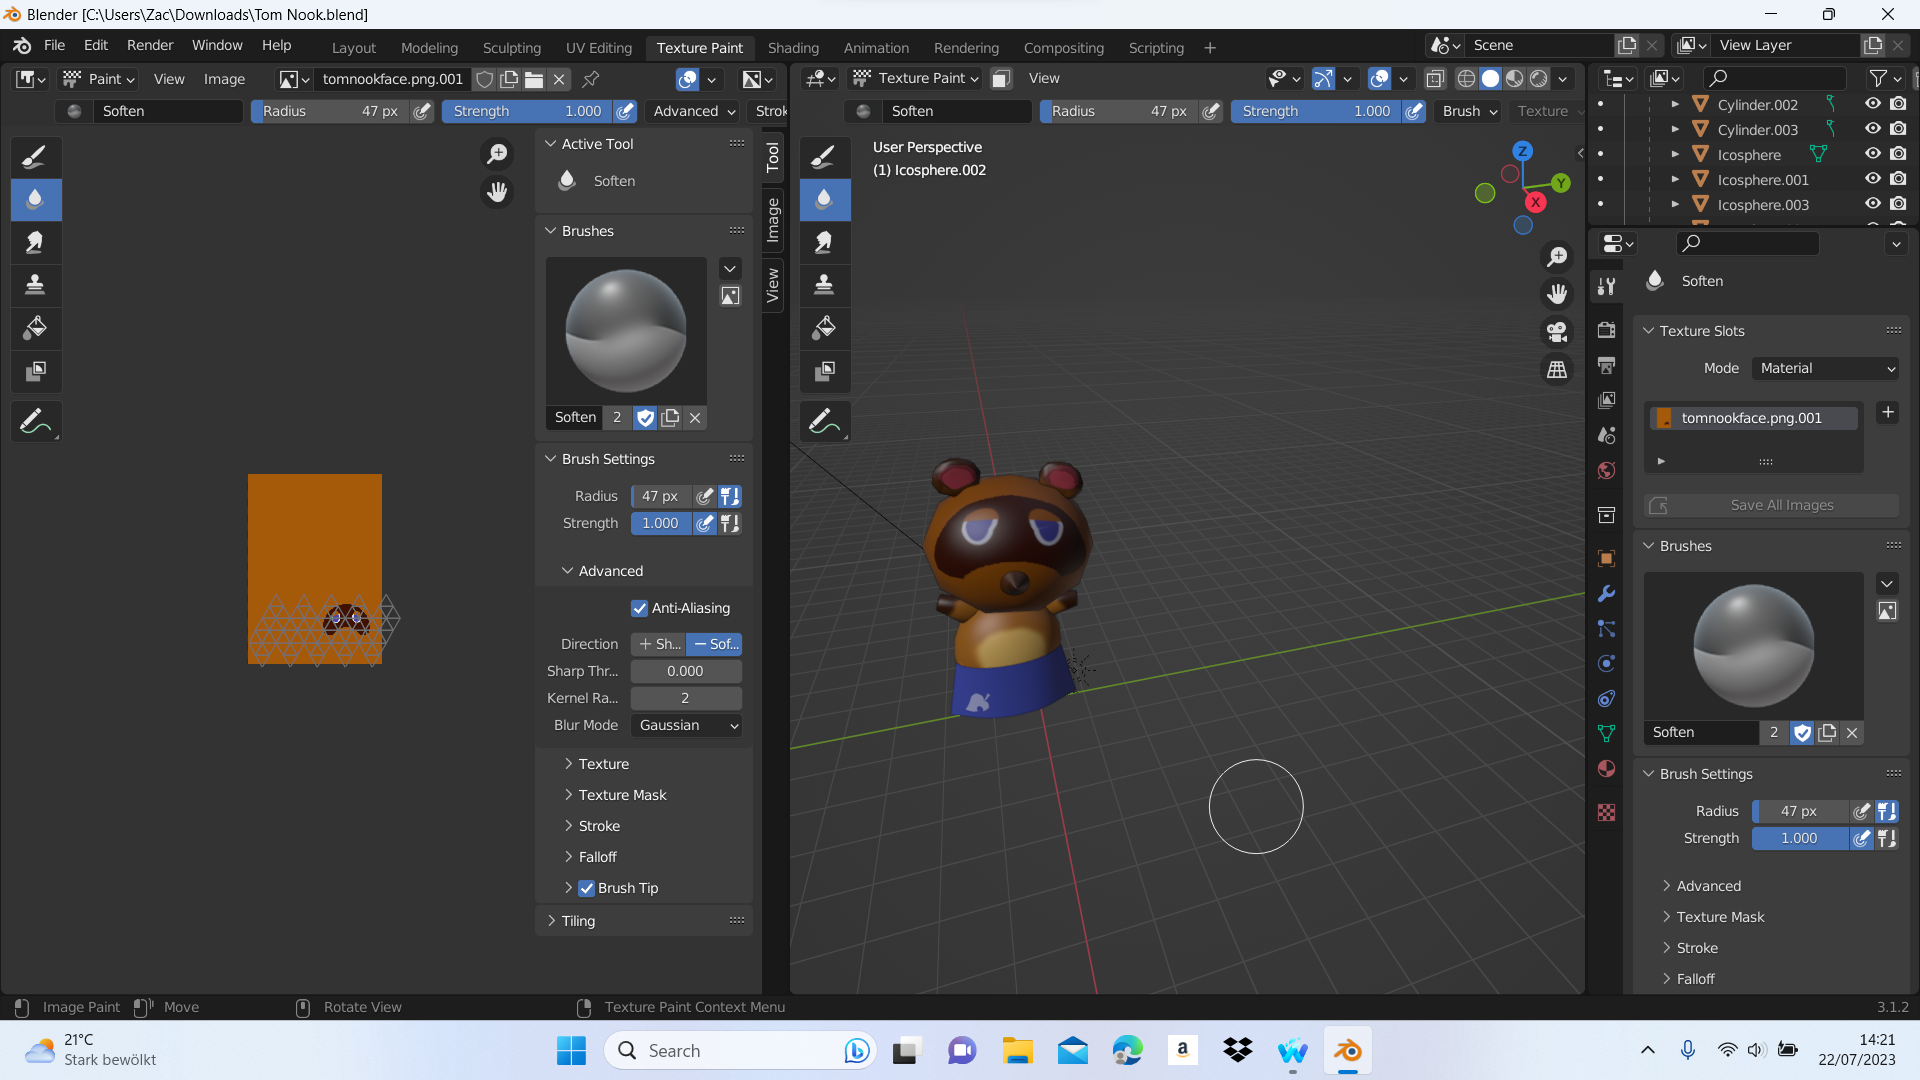 Blender [C:\Users\Zac\Downloads\Tom Nook.blend]
File Edit Render Window Help Layout Modeling Sculpting UV Editing Texture Paint Shading Animation Rendering Compositing Scripting + Scene View Layer
Paint View Image tomnookface.png.001 Texture Paint View
Soften Radius 47 px Strength 1.000 Advanced Strok Soften Radius 47 px Strength 1.000 Brush Texture
Cylinder.002
Cylinder.003
Icosphere
Icosphere.001
Icosphere.003
Active Tool
Soften
Brushes
Soften 2
Brush Settings
Radius 47 px
Strength 1.000
Advanced
Anti-Aliasing
Direction + Sh... − Sof...
Sharp Thr... 0.000
Kernel Ra... 2
Blur Mode Gaussian
Texture
Texture Mask
Stroke
Falloff
Brush Tip
Tiling
Tool
Image
View
User Perspective
(1) Icosphere.002
Z
Y
X
Soften
Texture Slots
Mode Material
tomnookface.png.001
Save All Images
Brushes
Soften 2
Brush Settings
Radius 47 px
Strength 1.000
Advanced
Texture Mask
Stroke
Falloff
Image Paint Move Rotate View Texture Paint Context Menu 3.1.2
21°C
Stark bewölkt
Search
a
14:21
22/07/2023